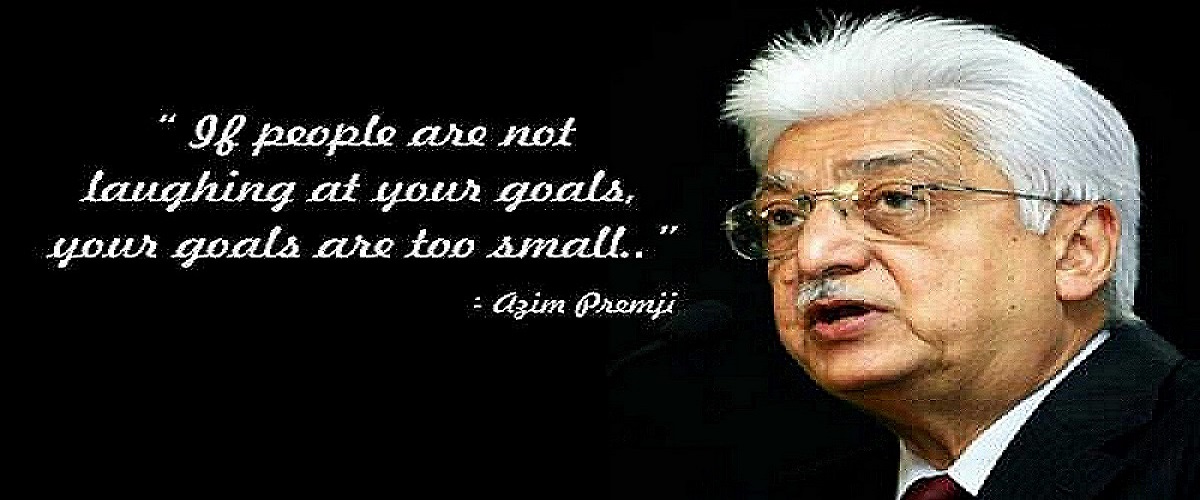 “ If people are not
laughing at your goals,
your goals are too small.. ”
: Azim Premji